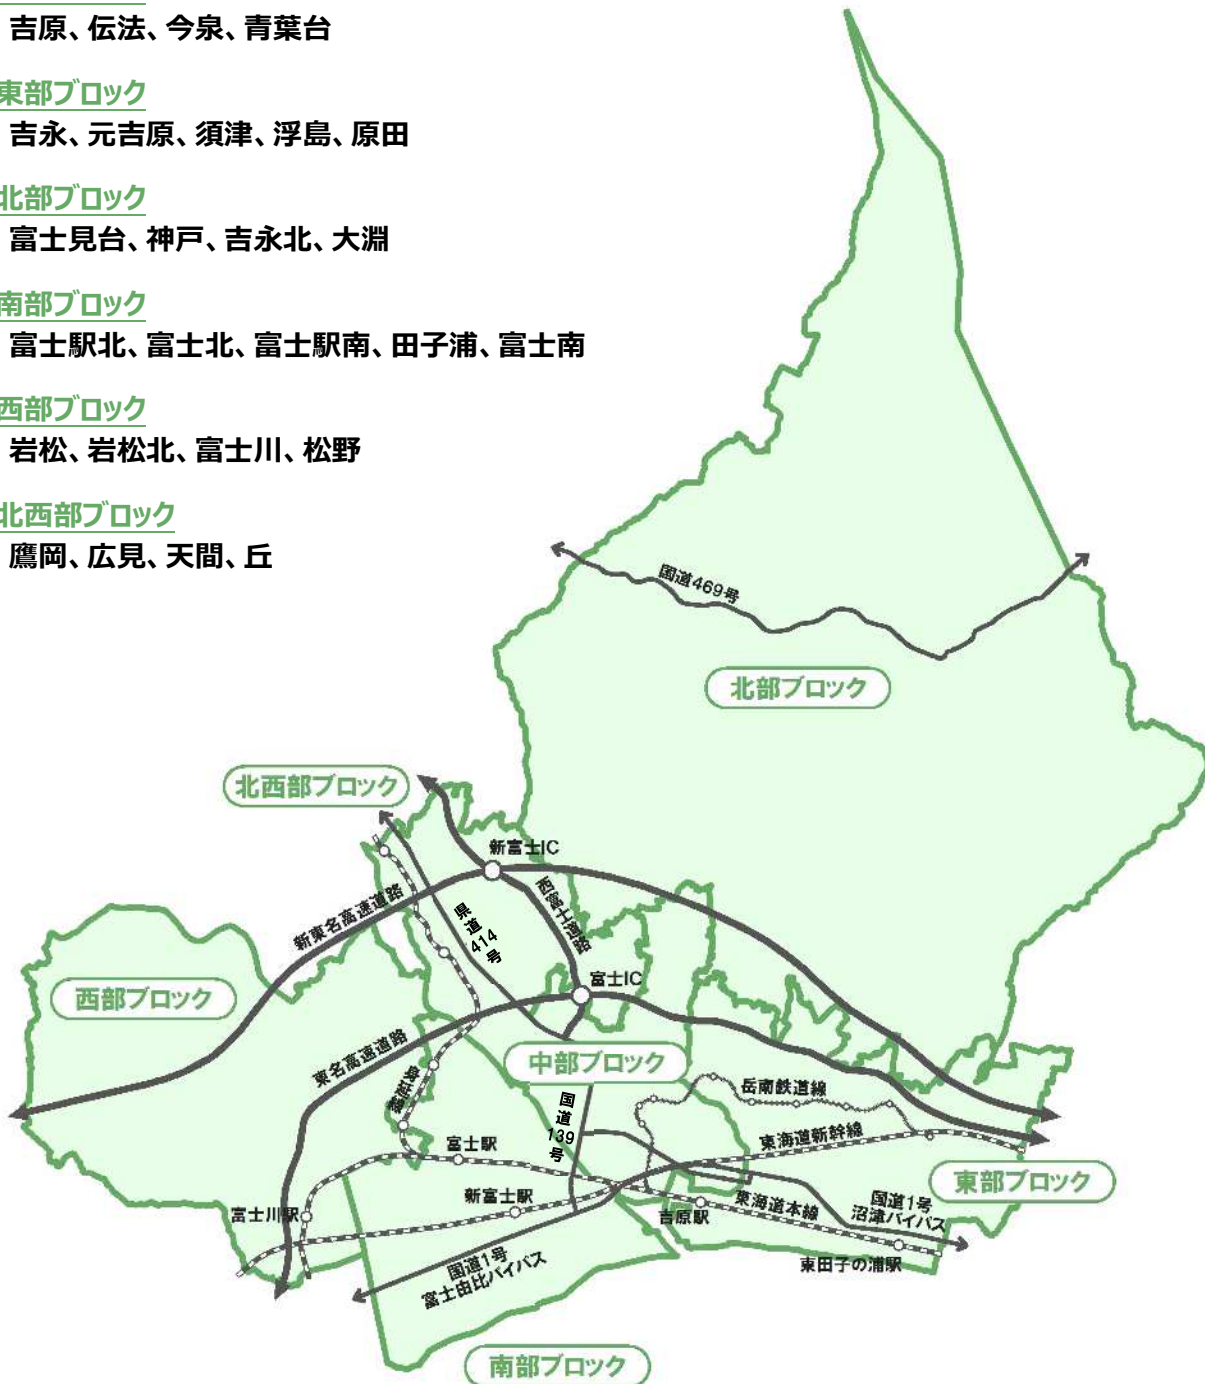 吉原、伝法、今泉、青葉台
東部ブロック
吉永、元吉原、須津、浮島、原田
北部ブロック
富士見台、神戸、吉永北、大淵
南部ブロック
富士駅北、富士北、富士駅南、田子浦、富士南
西部ブロック
岩松、岩松北、富士川、松野
北西部ブロック
鷹岡、広見、天間、丘
国道469号
北部ブロック
北西部ブロック
新富士IC
新東名高速道路
県道414号
西富士道路
西部ブロック
富士IC
東名高速道路
中部ブロック
身延線
岳南鉄道線
国道139号
東海道新幹線
富士駅
東部ブロック
新富士駅
富士川駅
吉原駅
東海道本線
国道1号
沼津バイパス
東田子の浦駅
国道1号
富士由比バイパス
南部ブロック